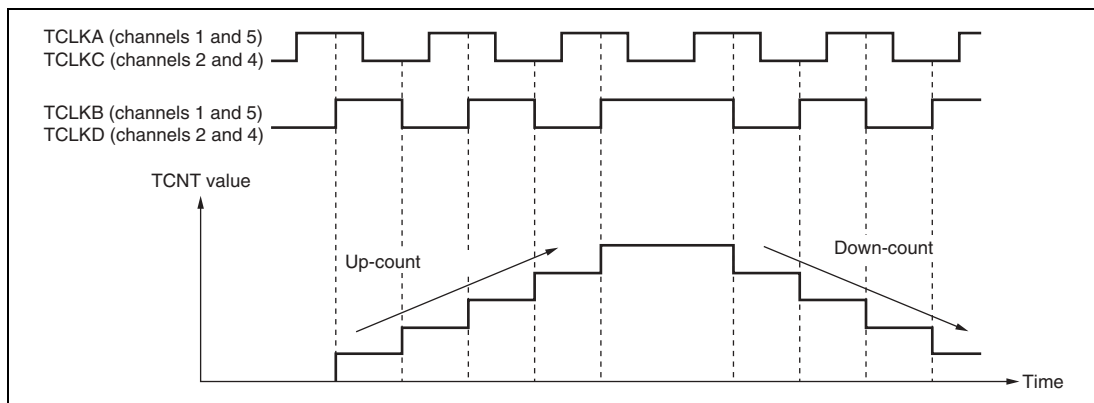 TCLKA (channels 1 and 5)
TCLKC (channels 2 and 4)
TCLKB (channels 1 and 5)
TCLKD (channels 2 and 4)
TCNT value
Up-count
Down-count
Time